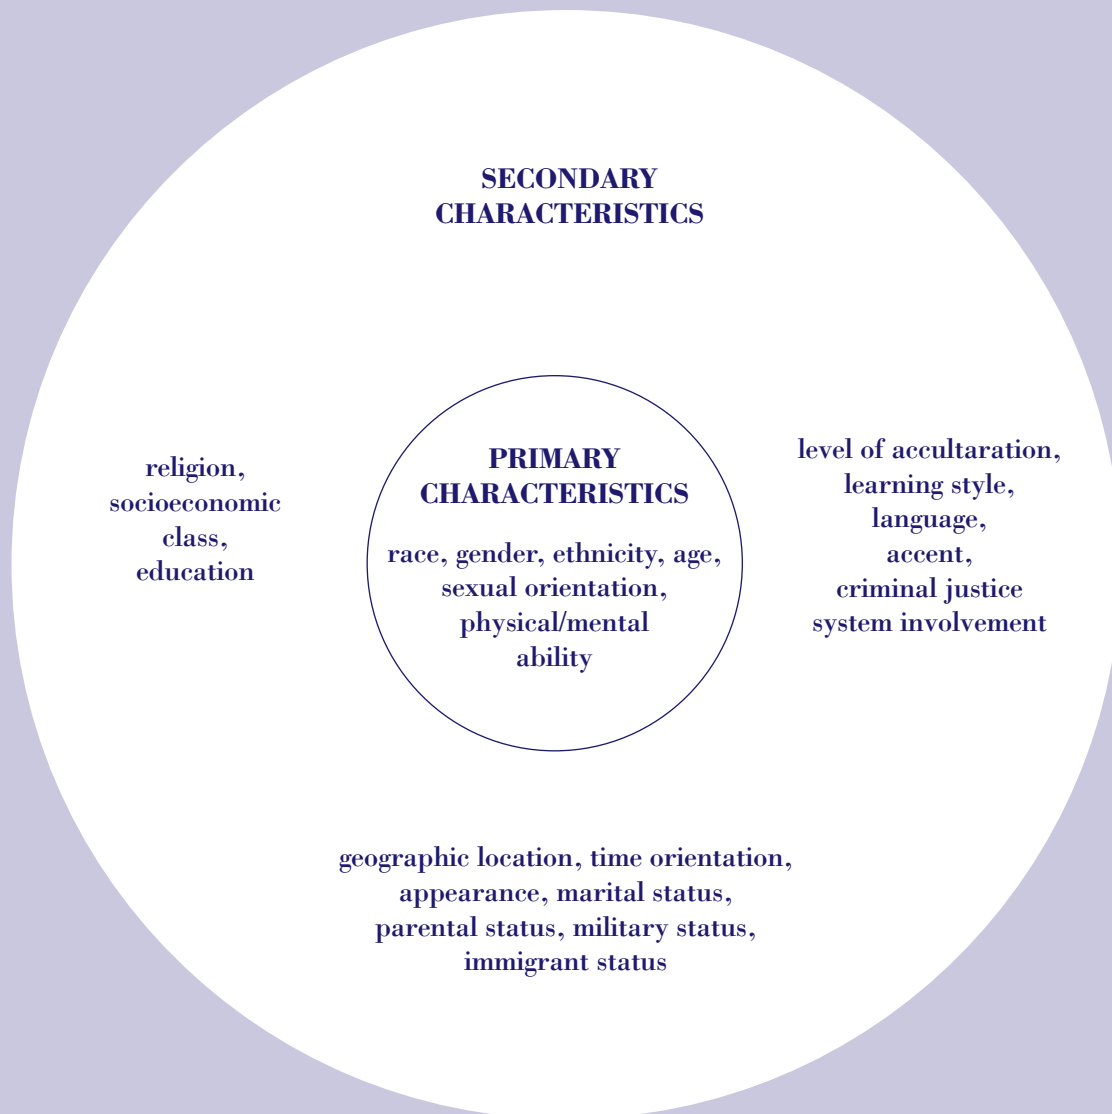 SECONDARY
CHARACTERISTICS
religion,
socioeconomic
class,
education
PRIMARY
CHARACTERISTICS
race, gender, ethnicity, age,
sexual orientation,
physical/mental
ability
level of accultaration,
learning style,
language,
accent,
criminal justice
system involvement
geographic location, time orientation,
appearance, marital status,
parental status, military status,
immigrant status